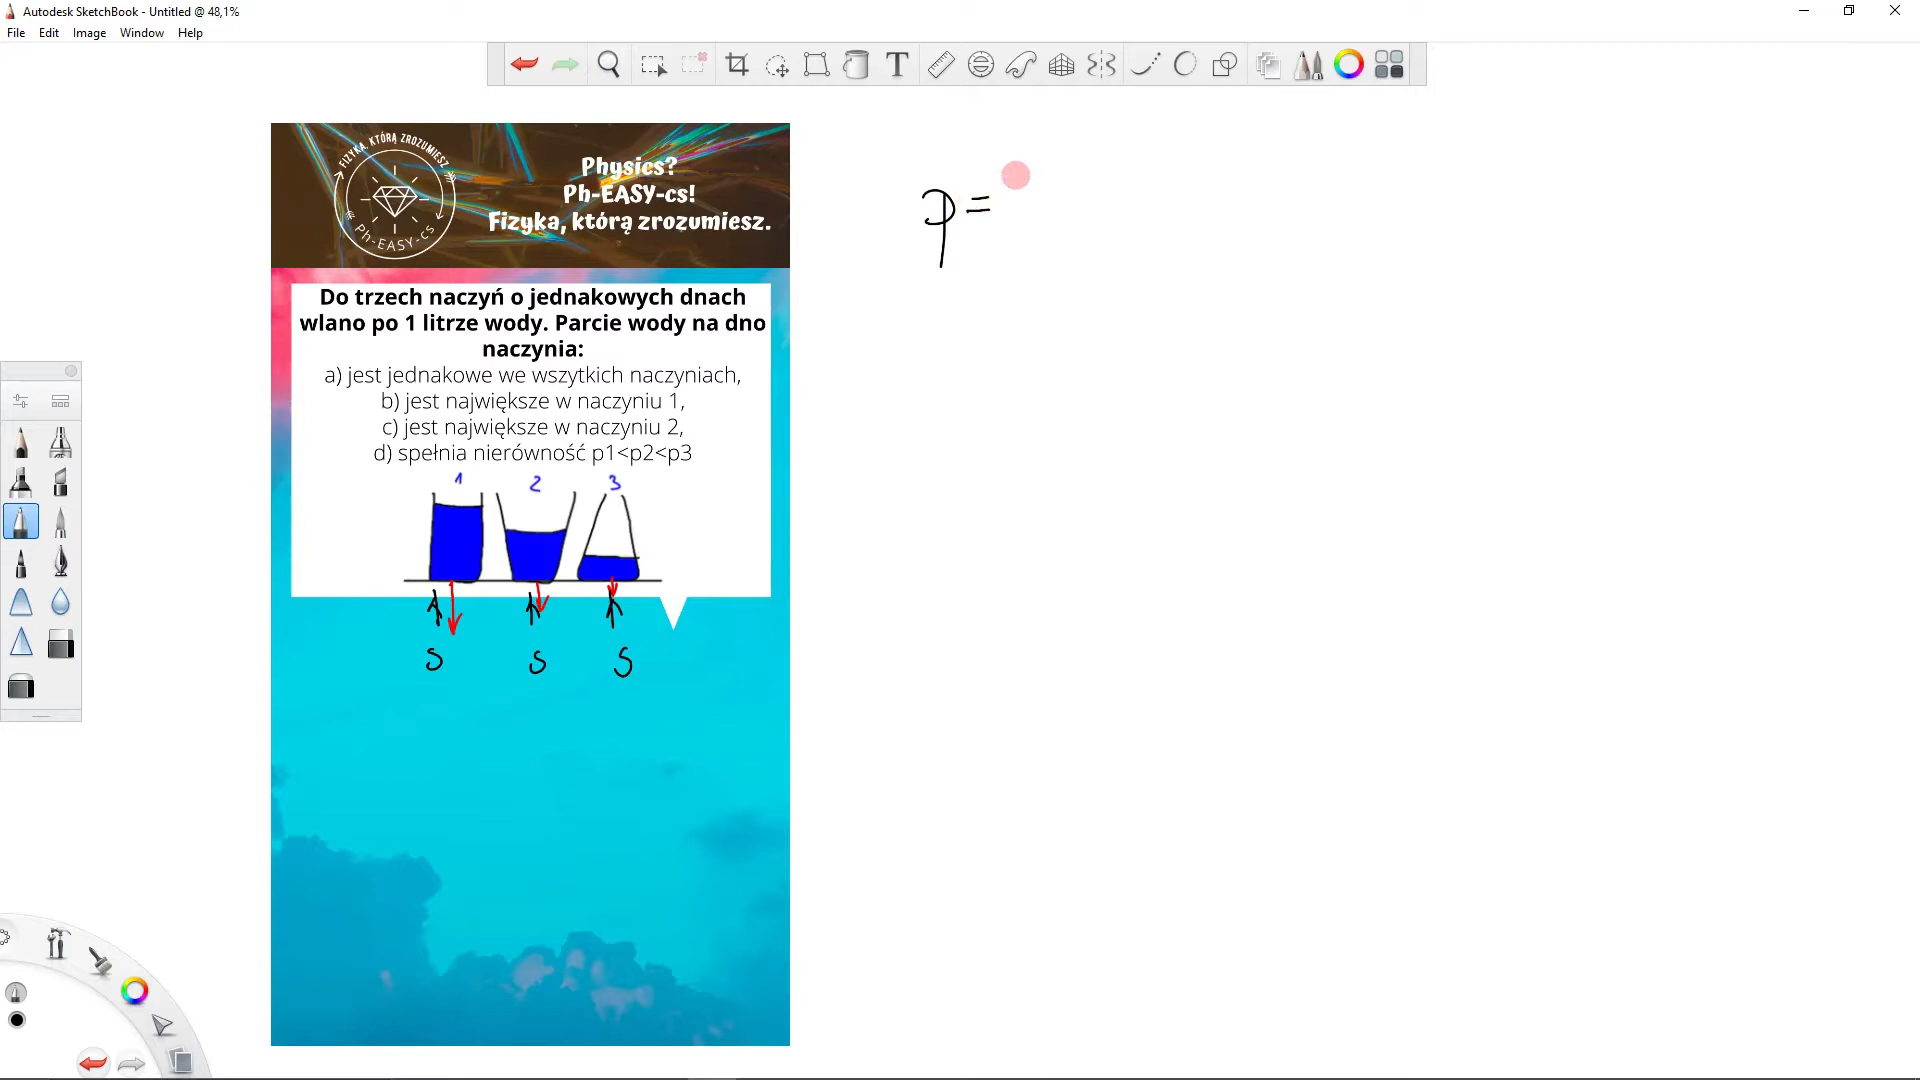 Autodesk SketchBook - Untitled @ 48,1%
File Edit Image Window Help
T
FIZYKA, KTÓRĄ ZROZUMIESZ
Ph-EASY-cs
Physics?
Ph-EASY-cs!
Fizyka, którą zrozumiesz.
p =
Do trzech naczyń o jednakowych dnach
wlano po 1 litrze wody. Parcie wody na dno
naczynia:
a) jest jednakowe we wszytkich naczyniach,
b) jest największe w naczyniu 1,
c) jest największe w naczyniu 2,
d) spełnia nierówność p1<p2<p3
1 2 3
S S S